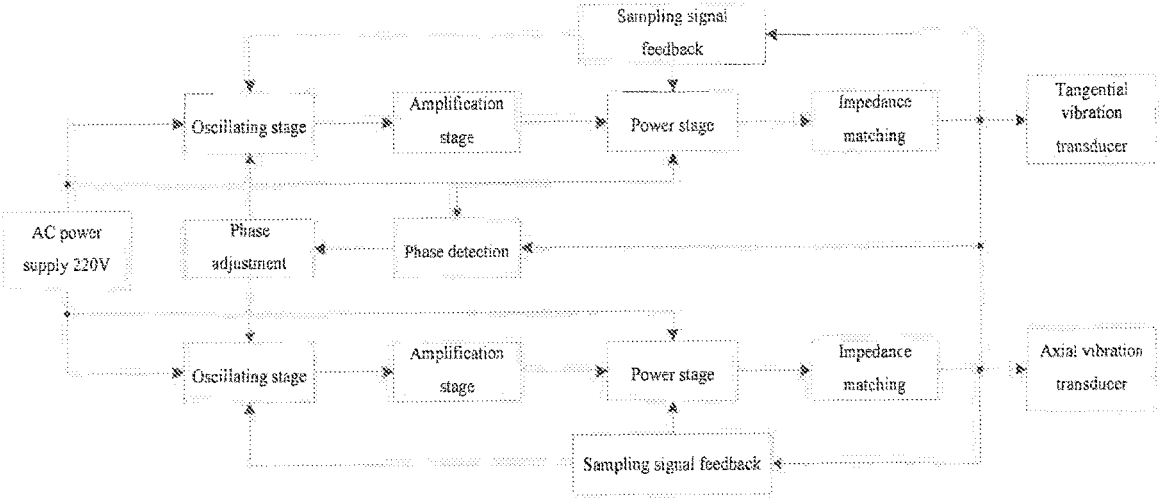 Sampling signal
feedback
Oscillating stage
Amplification
stage
Power stage
Impedance
matching
Tangential
vibration
transducer
AC power
supply 220V
Phase
adjustment
Phase detection
Oscillating stage
Amplification
stage
Power stage
Impedance
matching
Axial vibration
transducer
Sampling signal feedback